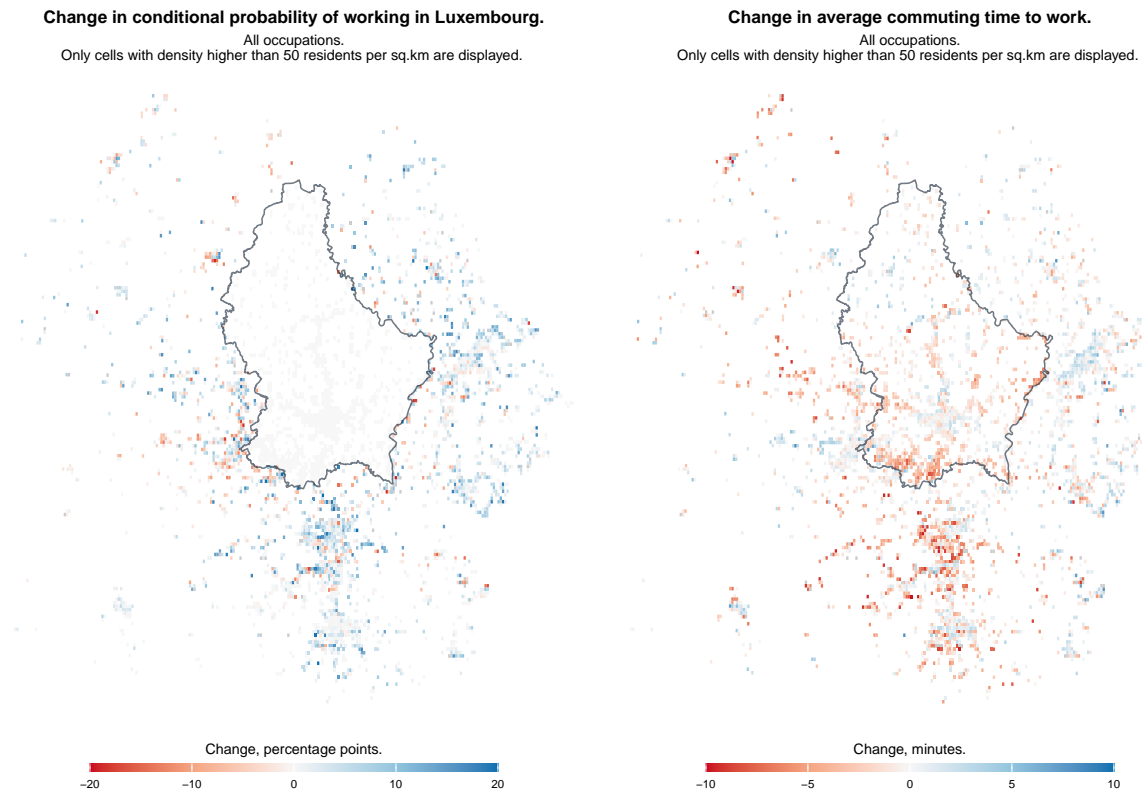 Change in conditional probability of working in Luxembourg.
All occupations.
Only cells with density higher than 50 residents per sq.km are displayed.
Change, percentage points.
−20 −10 0 10 20
Change in average commuting time to work.
All occupations.
Only cells with density higher than 50 residents per sq.km are displayed.
Change, minutes.
−10 −5 0 5 10